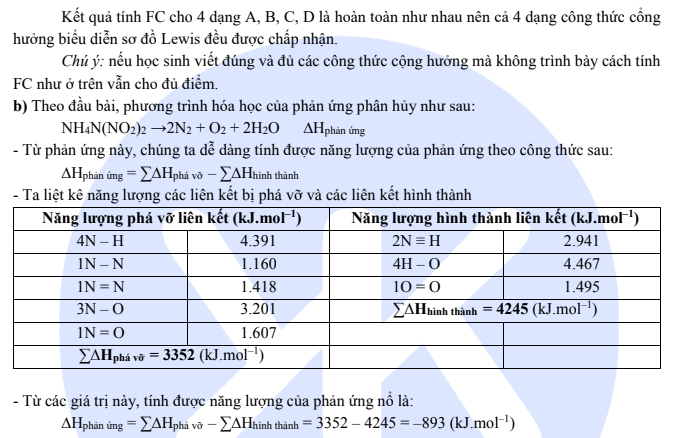 Kết quả tính FC cho 4 dạng A, B, C, D là hoàn toàn như nhau nên cả 4 dạng công thức cổng
hưởng biểu diễn sơ đồ Lewis đều được chấp nhận.
Chú ý: nếu học sinh viết đúng và đủ các công thức cộng hưởng mà không trình bày cách tính
FC như ở trên vẫn cho đủ điểm.
b) Theo đầu bài, phương trình hóa học của phản ứng phân hủy như sau:
NH4N(NO2)2 →2N2 + O2 + 2H2O ΔHphản ứng
- Từ phản ứng này, chúng ta dễ dàng tính được năng lượng của phản ứng theo công thức sau:
ΔHphản ứng = ∑ΔHphá vỡ − ∑ΔHhình thành
- Ta liệt kê năng lượng các liên kết bị phá vỡ và các liên kết hình thành
Năng lượng phá vỡ liên kết (kJ.mol−1) Năng lượng hình thành liên kết (kJ.mol−1)
4N – H 4.391 2N ≡ H 2.941
1N – N 1.160 4H – O 4.467
1N = N 1.418 1O = O 1.495
3N – O 3.201 ∑ΔHhình thành = 4245 (kJ.mol−1)
1N = O 1.607
∑ΔHphá vỡ = 3352 (kJ.mol−1)
- Từ các giá trị này, tính được năng lượng của phản ứng nổ là:
ΔHphản ứng = ∑ΔHphá vỡ − ∑ΔHhình thành = 3352 – 4245 = –893 (kJ.mol−1)